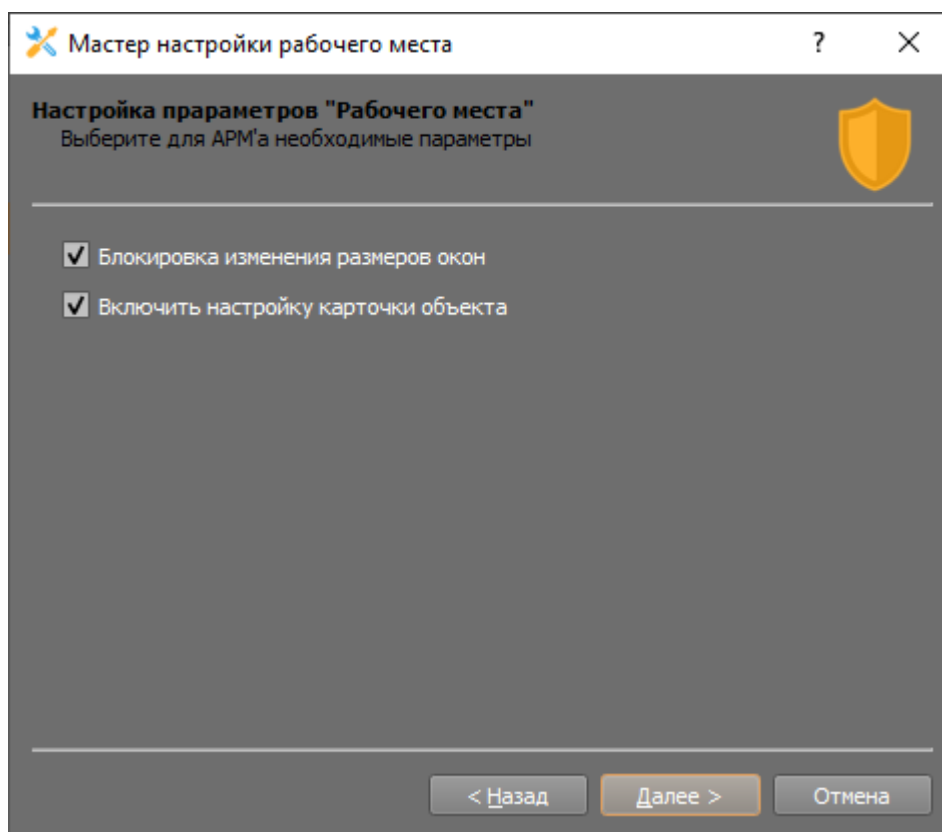 Мастер настройки рабочего места
?
Настройка прараметров "Рабочего места"
Выберите для АРМ'а необходимые параметры
Блокировка изменения размеров окон
Включить настройку карточки объекта
< Назад
Далее >
Отмена